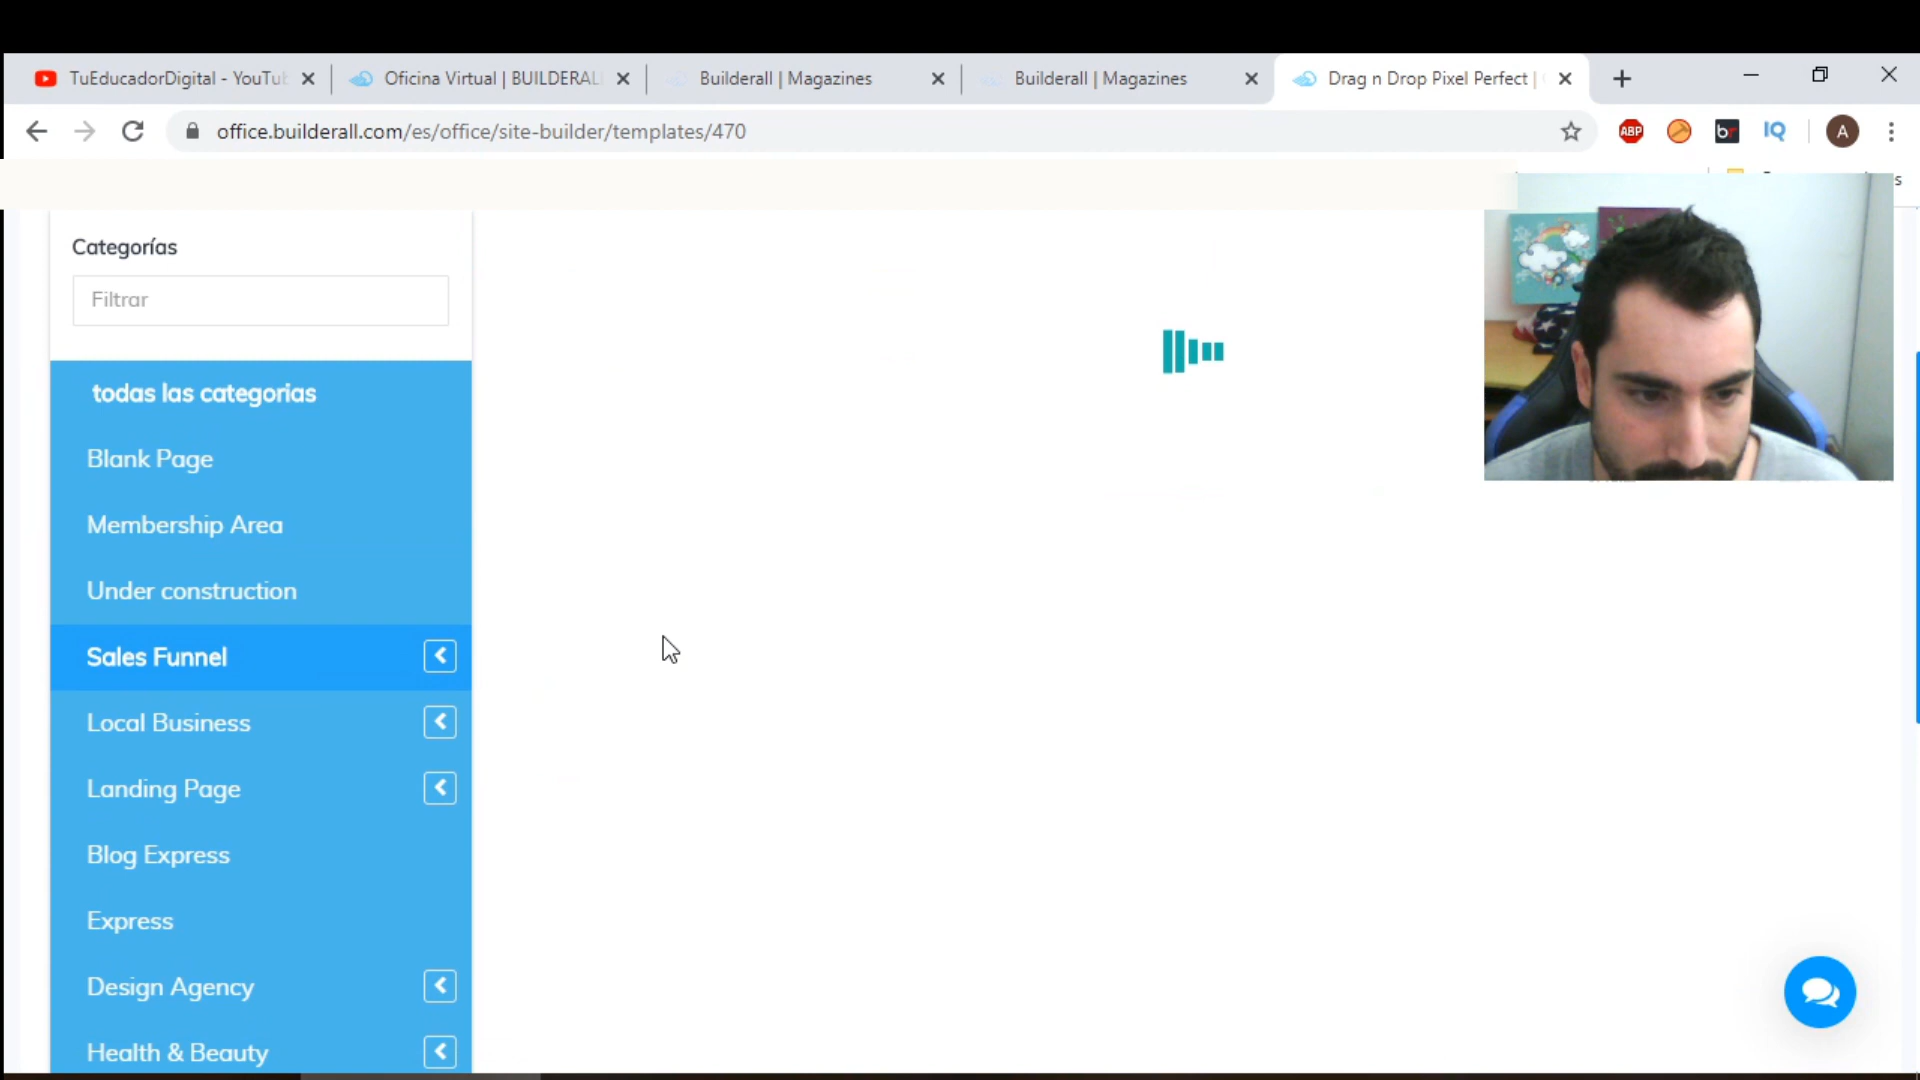 TuEducadorDigital - YouTu
Oficina Virtual | BUILDERAL
Builderall | Magazines
Builderall | Magazines
Drag n Drop Pixel Perfect |
office.builderall.com/es/office/site-builder/templates/470
ABP
b
IQ
A
s
Categorías
Filtrar
todas las categorias
Blank Page
Membership Area
Under construction
Sales Funnel
Local Business
Landing Page
Blog Express
Express
Design Agency
Health & Beauty